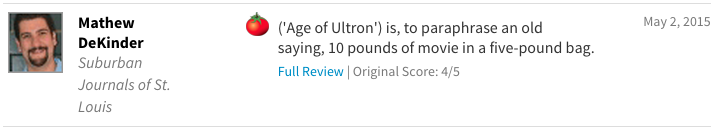 Mathew
DeKinder
Suburban
Journals of St.
Louis
('Age of Ultron') is, to paraphrase an old
saying, 10 pounds of movie in a five-pound bag.
Full Review | Original Score: 4/5
May 2, 2015